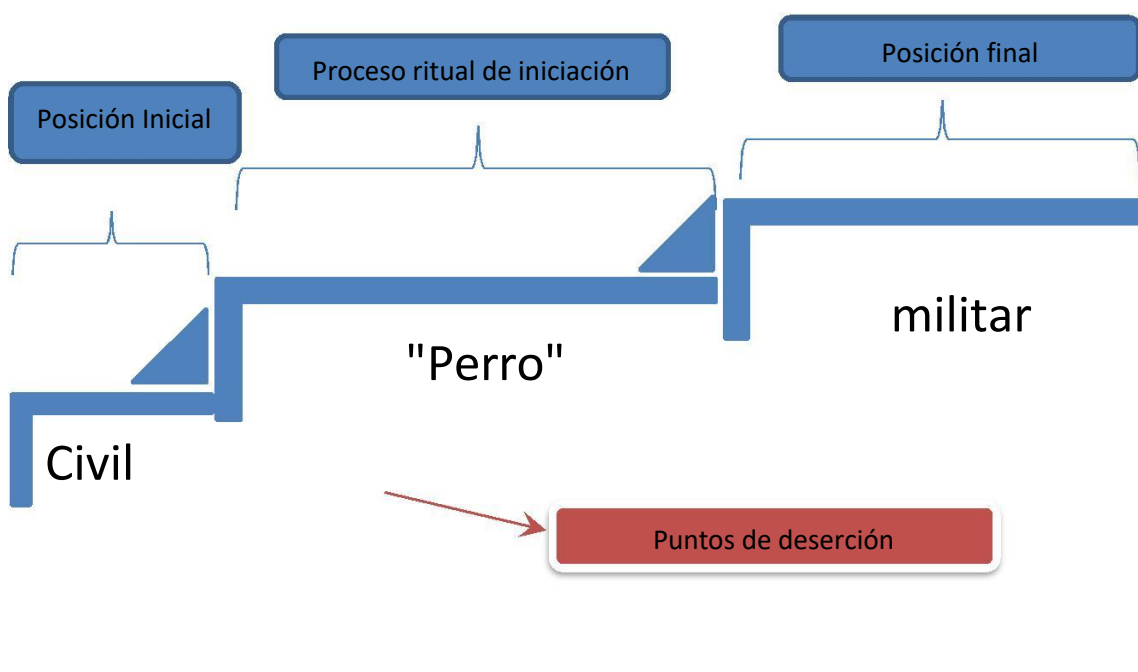 Posición Inicial
Proceso ritual de iniciación
Posición final
Civil
"Perro"
militar
Puntos de deserción